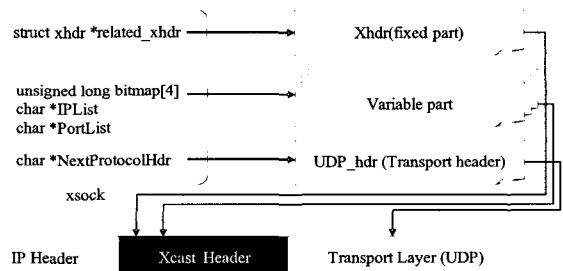 struct xhdr *related_xhdr
Xhdr(fixed part)
unsigned long bitmap[4]
char *IPList
char *PortList
Variable part
char *NextProtocolHdr
UDP_hdr (Transport header)
xsock
IP Header
Xcast Header
Transport Layer (UDP)